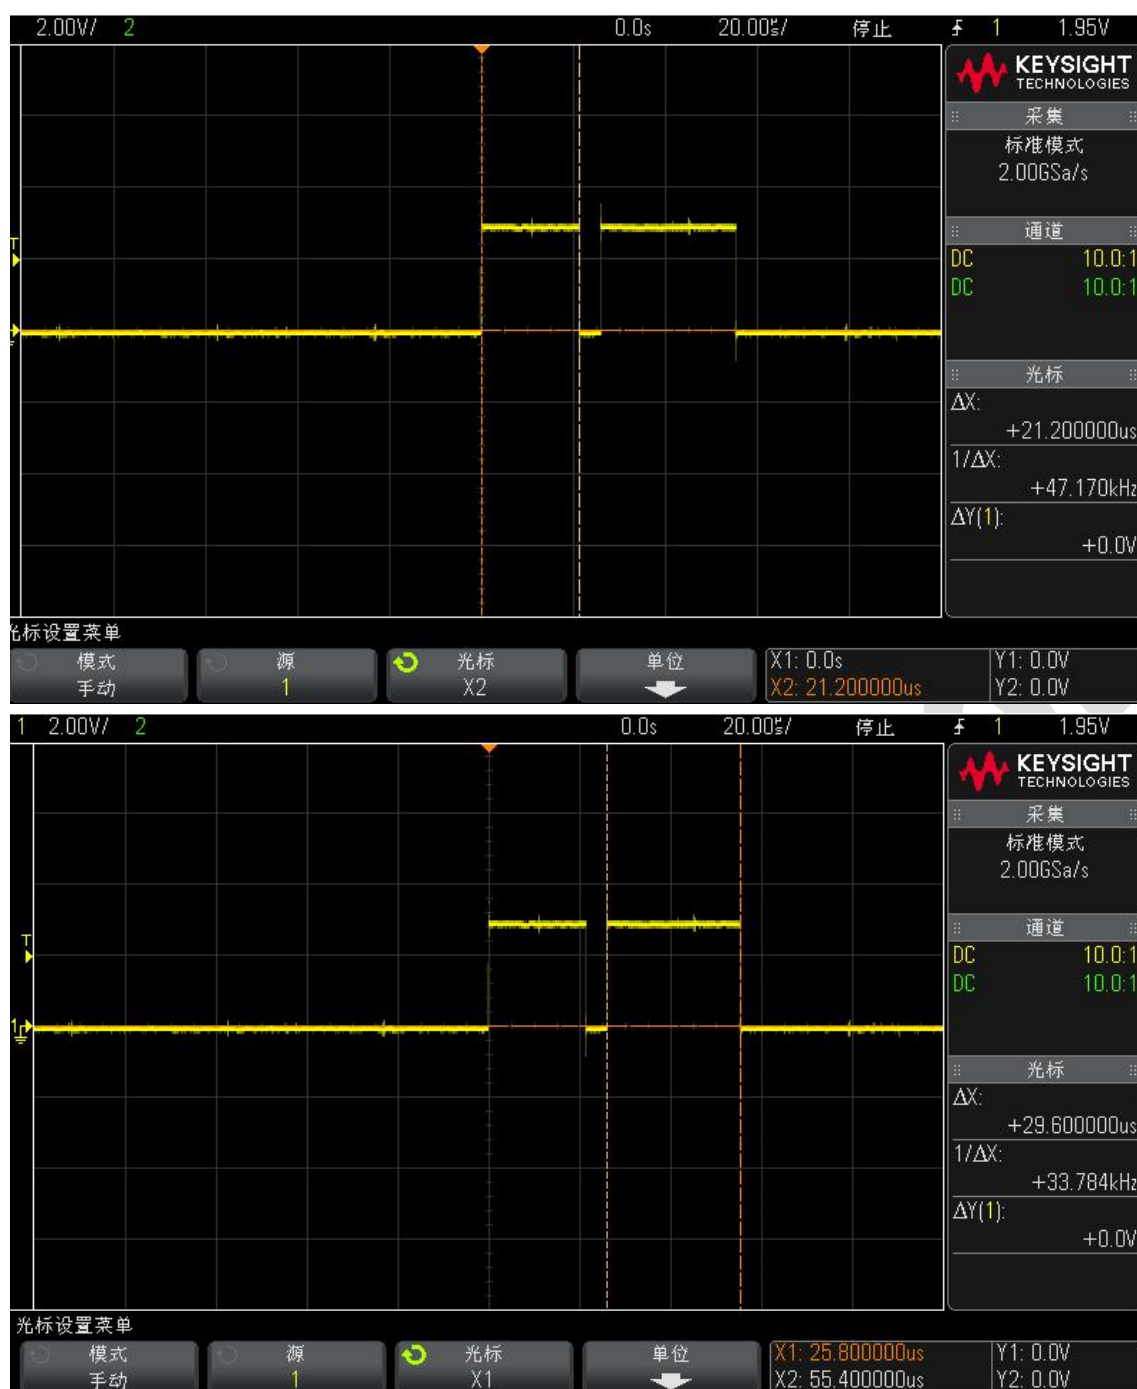 2.00V/ 2 0.0s 20.00us/ 停止 1 1.95V
KEYSIGHT
TECHNOLOGIES
采集
标准模式
2.00GSa/s
通道
DC 10.0:1
DC 10.0:1
光标
ΔX:
+21.200000us
1/ΔX:
+47.170kHz
ΔY(1):
+0.0V
T
光标设置菜单
模式
手动
源
1
光标
X2
单位
X1: 0.0s
X2: 21.200000us
Y1: 0.0V
Y2: 0.0V
1 2.00V/ 2 0.0s 20.00us/ 停止 1 1.95V
KEYSIGHT
TECHNOLOGIES
采集
标准模式
2.00GSa/s
通道
DC 10.0:1
DC 10.0:1
光标
ΔX:
+29.600000us
1/ΔX:
+33.784kHz
ΔY(1):
+0.0V
T
1
光标设置菜单
模式
手动
源
1
光标
X1
单位
X1: 25.800000us
X2: 55.400000us
Y1: 0.0V
Y2: 0.0V